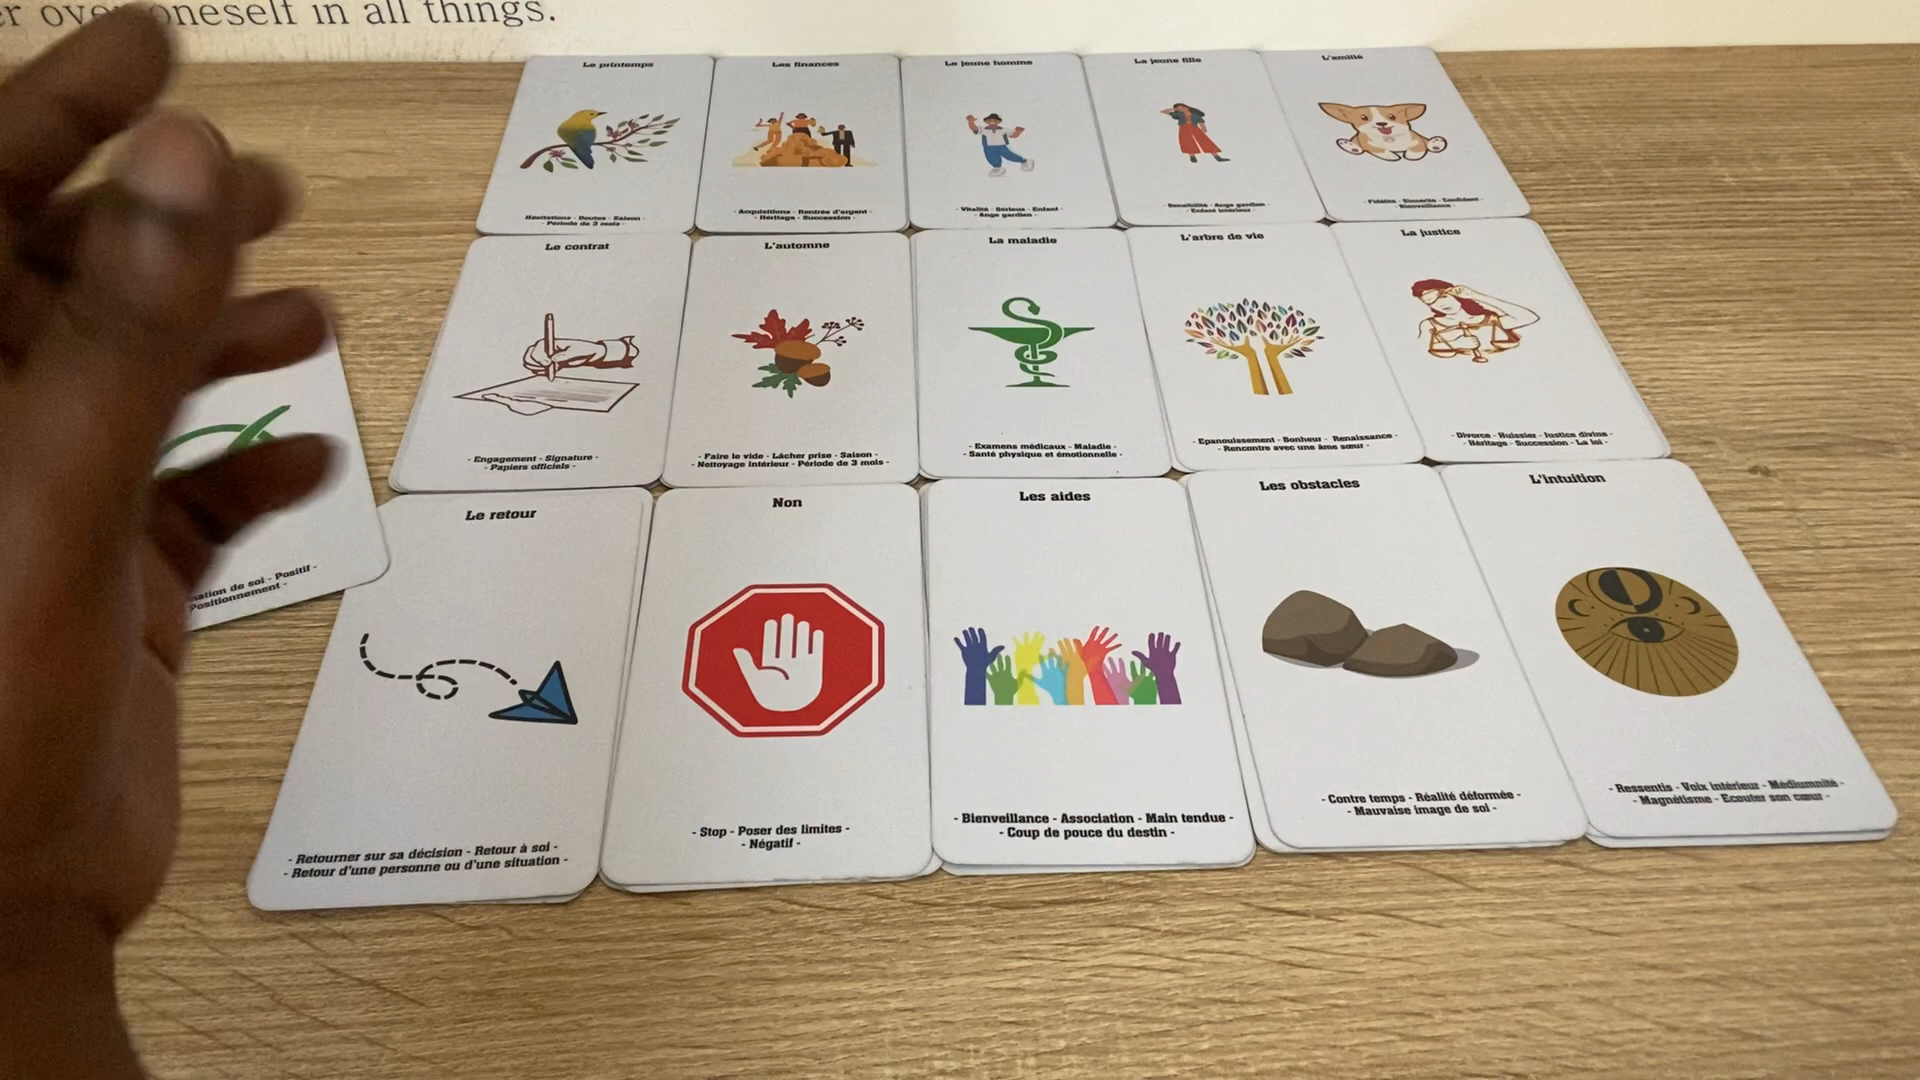 over oneself in all things.
Le printemps
- Hésitations - Doutes - Saison -
- Période de 3 mois -
Les finances
- Acquisitions - Rentrée d'argent -
- Héritage - Succession -
Le jeune homme
- Vitalité - Sérieux - Enfant -
- Ange gardien -
La jeune fille
- Sensibilité - Ange gardien -
- Enfant intérieur -
L'amitié
- Fidélité - Sincérité - Confident -
- Bienveillance -
Le contrat
- Engagement - Signature -
- Papiers officiels -
L'automne
- Faire le vide - Lâcher prise - Saison -
- Nettoyage intérieur - Période de 3 mois -
La maladie
- Examens médicaux - Maladie -
- Santé physique et émotionnelle -
L'arbre de vie
- Epanouissement - Bonheur - Renaissance -
- Rencontre avec une âme sœur -
La justice
- Divorce - Huissier - Justice divine -
- Héritage - Succession - La loi -
de soi - Positif -
Positionnement -
Le retour
- Retourner sur sa décision - Retour à soi -
- Retour d'une personne ou d'une situation -
Non
- Stop - Poser des limites -
- Négatif -
Les aides
- Bienveillance - Association - Main tendue -
- Coup de pouce du destin -
Les obstacles
- Contre temps - Réalité déformée -
- Mauvaise image de soi -
L'intuition
- Ressentis - Voix intérieur - Médiumnité -
- Magnétisme - Ecouter son cœur -